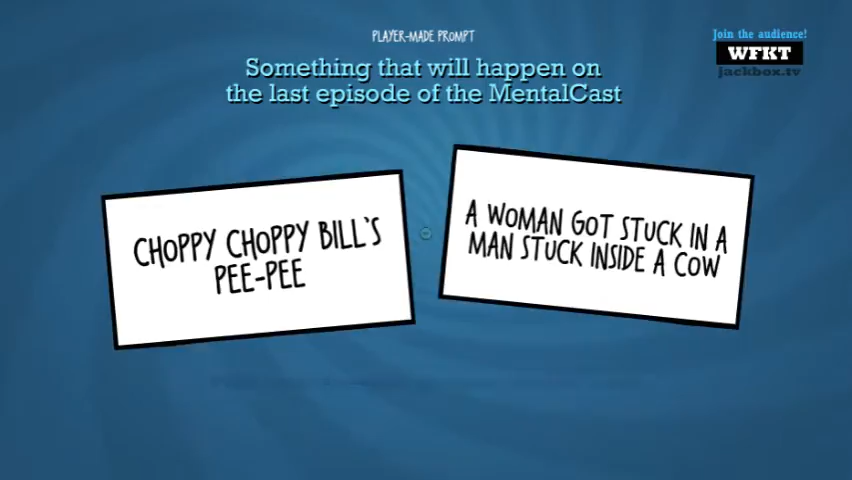 PLAYER-MADE PROMPT
Something that will happen on
the last episode of the MentalCast
Join the audience!
WFKT
jackbox.tv
CHOPPY CHOPPY BILL'S
PEE-PEE
A WOMAN GOT STUCK IN A
MAN STUCK INSIDE A COW